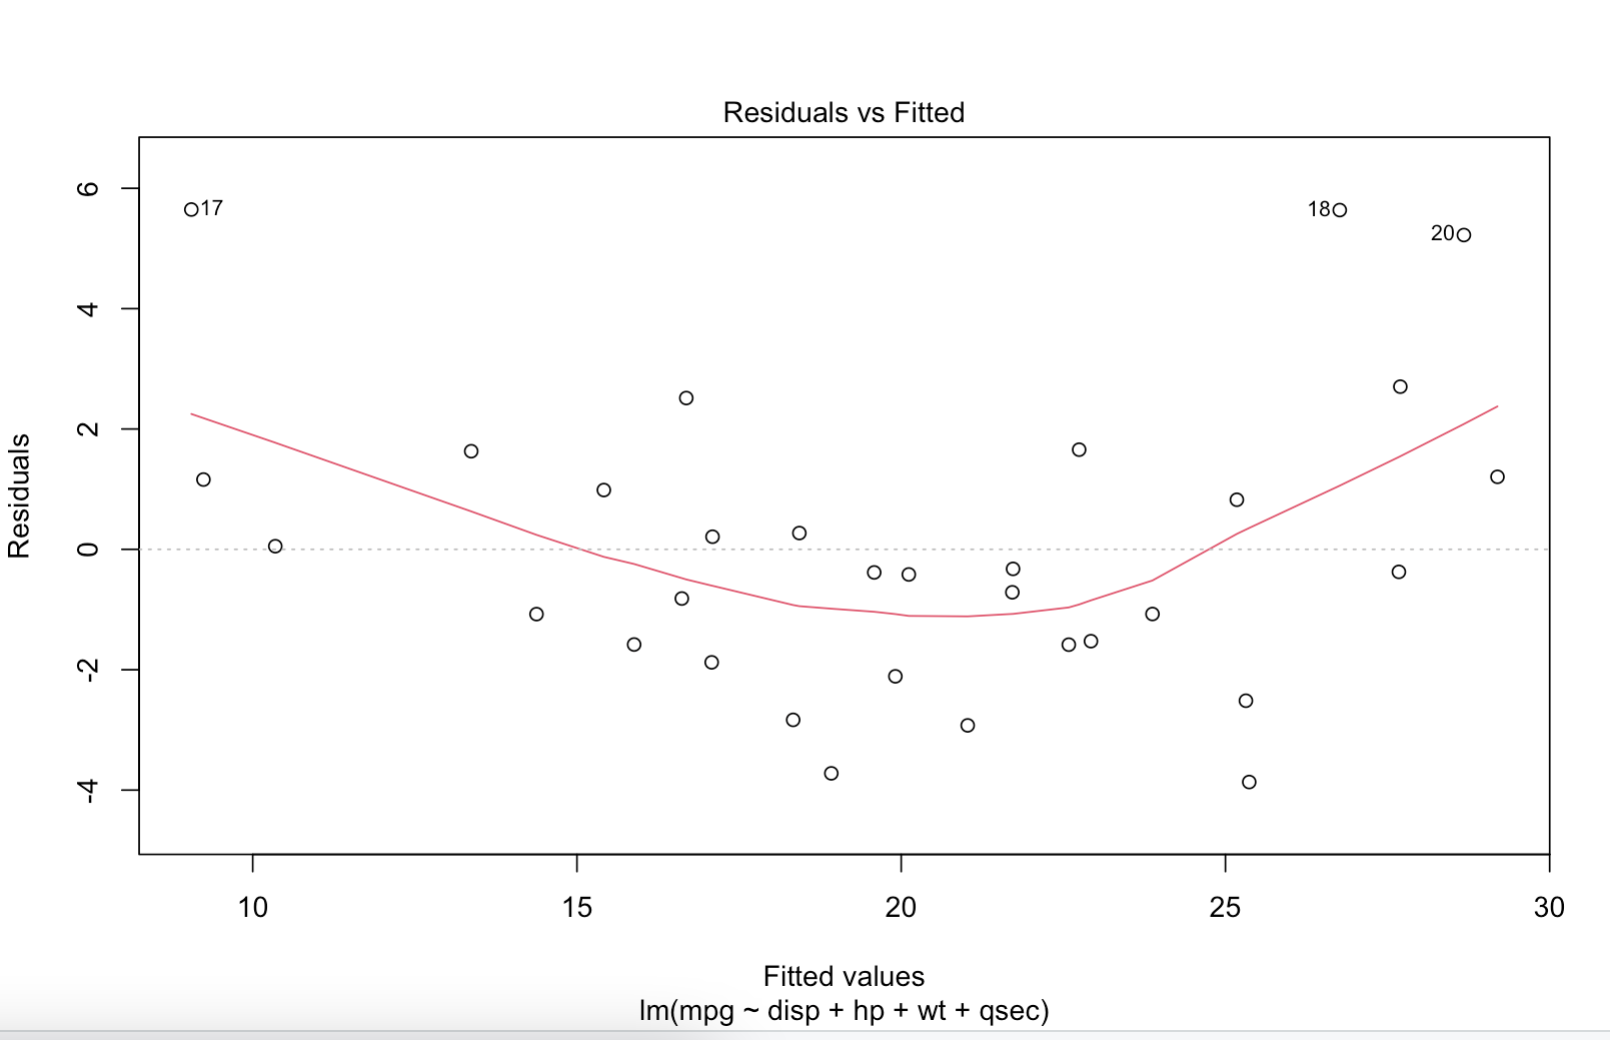 Residuals vs Fitted
6
4
2
0
-2
-4
Residuals
17
18
20
10 15 20 25 30
Fitted values
lm(mpg ~ disp + hp + wt + qsec)